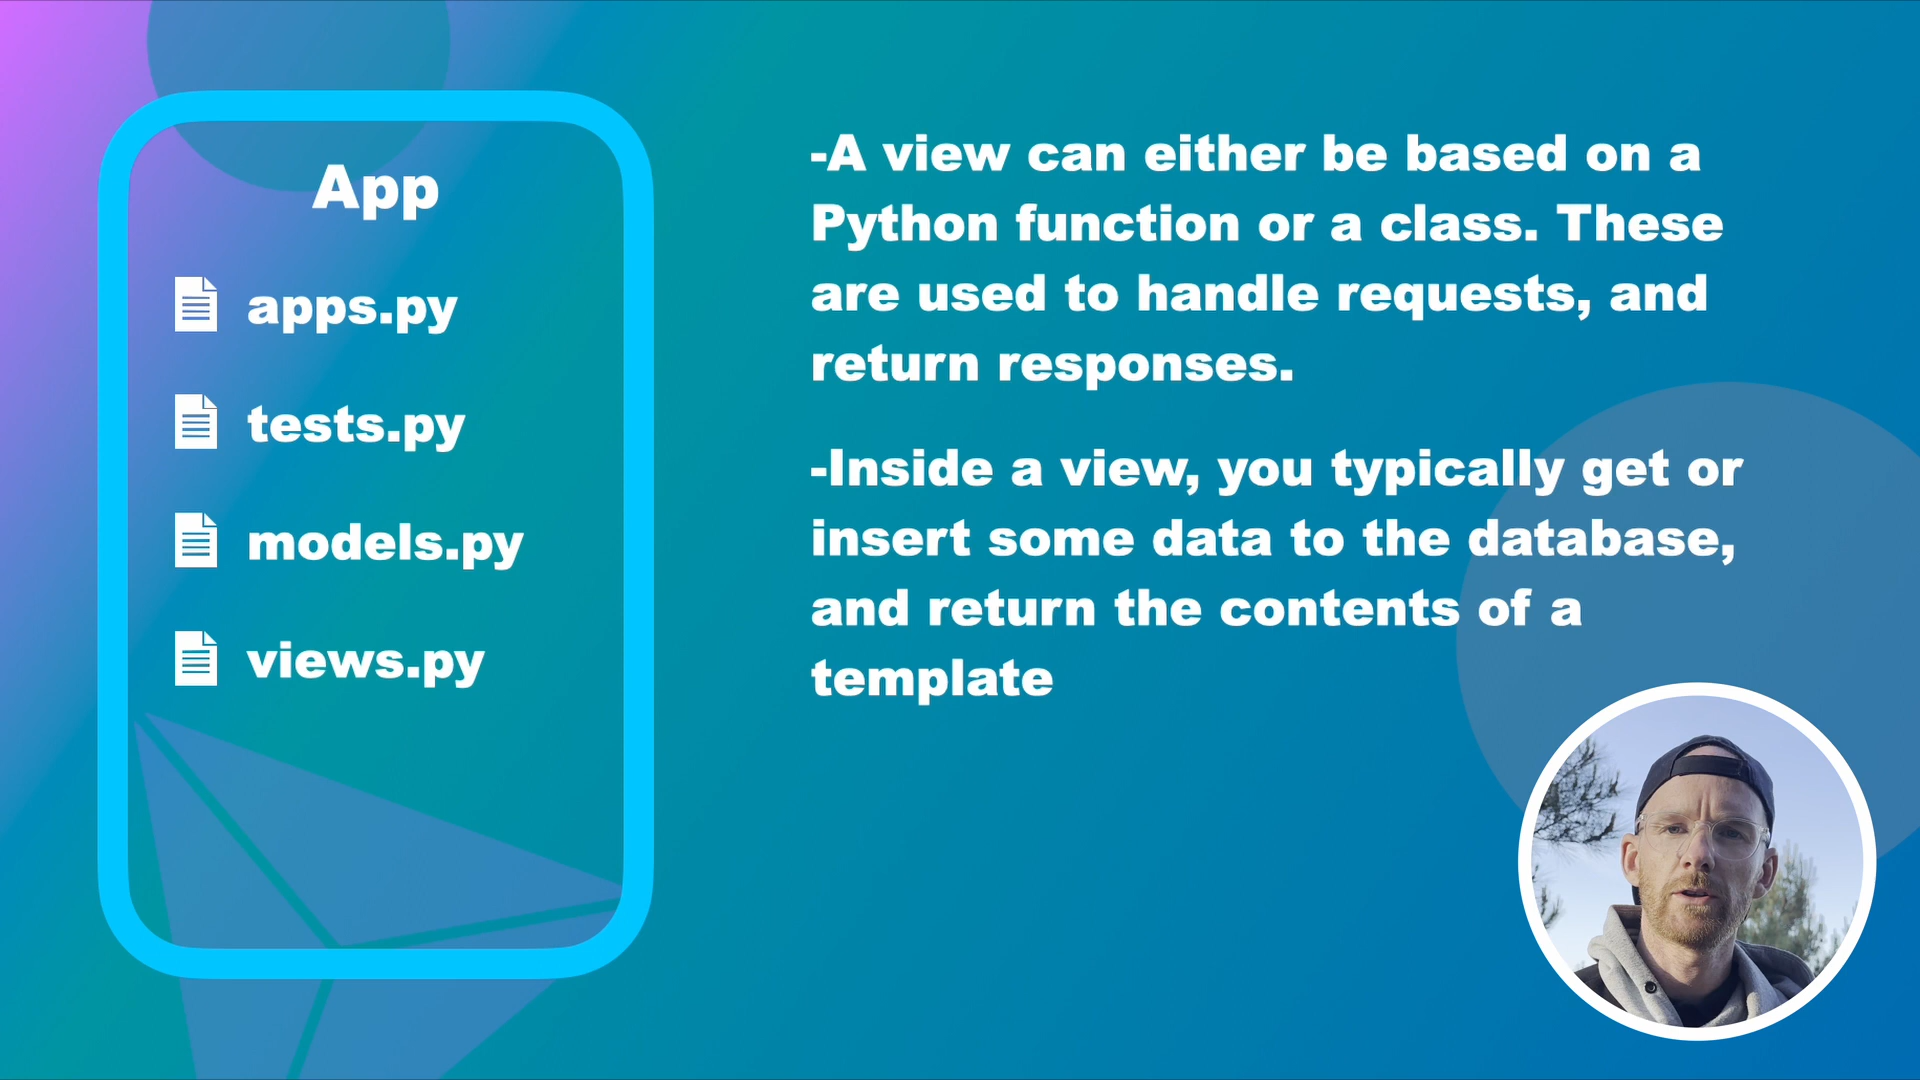 App
apps.py
tests.py
models.py
views.py
-A view can either be based on a
Python function or a class. These
are used to handle requests, and
return responses.
-Inside a view, you typically get or
insert some data to the database,
and return the contents of a
template